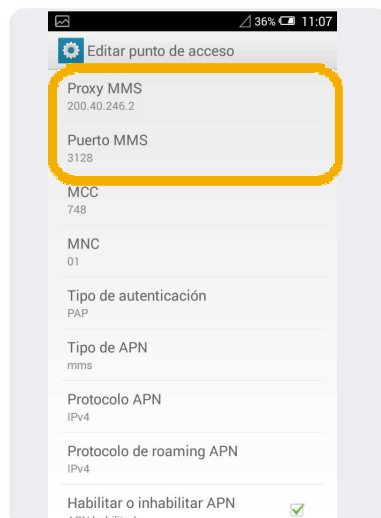 36% 11:07
Editar punto de acceso
Proxy MMS
200.40.246.2
Puerto MMS
3128
MCC
748
MNC
01
Tipo de autenticación
PAP
Tipo de APN
mms
Protocolo APN
IPv4
Protocolo de roaming APN
IPv4
Habilitar o inhabilitar APN